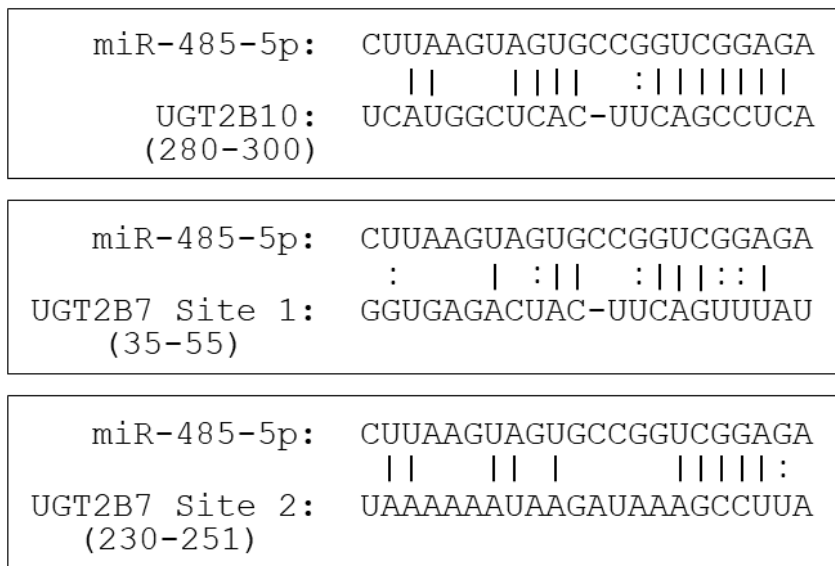 miR-485-5p: CUUAAGUAGUGCCGGUCGGAGA
|| |||| :|||||||
UGT2B10: UCAUGGCUCAC-UUCAGCCUCA
(280-300)
miR-485-5p: CUUAAGUAGUGCCGGUCGGAGA
: | :|| :|||::|
UGT2B7 Site 1: GGUGAGACUAC-UUCAGUUUAU
(35-55)
miR-485-5p: CUUAAGUAGUGCCGGUCGGAGA
|| || | |||||:
UGT2B7 Site 2: UAAAAAAUAAGAUAAAGCCUUA
(230-251)